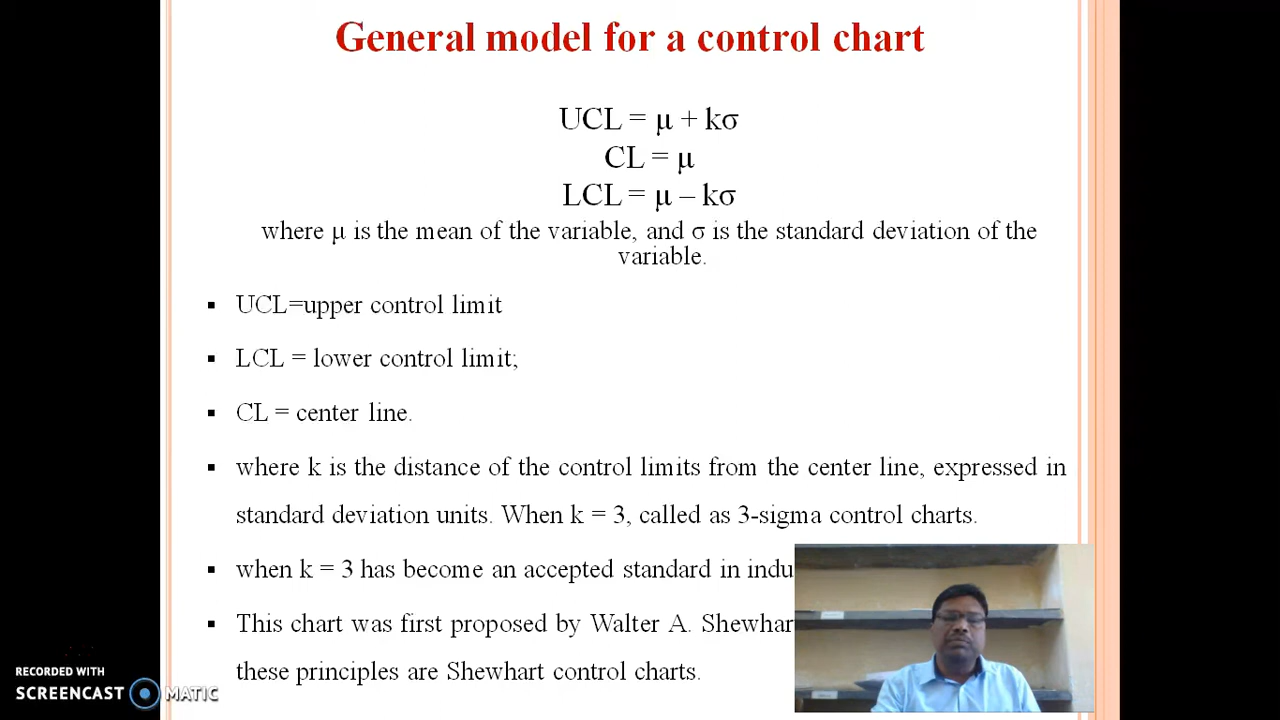 General model for a control chart
UCL = μ + kσ
CL = μ
LCL = μ – kσ
where μ is the mean of the variable, and σ is the standard deviation of the
variable.
▪ UCL=upper control limit
▪ LCL = lower control limit;
▪ CL = center line.
▪ where k is the distance of the control limits from the center line, expressed in
standard deviation units. When k = 3, called as 3-sigma control charts.
▪ when k = 3 has become an accepted standard in
▪ This chart was first proposed by Walter A.
these principles are Shewhart control charts.
RECORDED WITH
SCREENCAST MATIC